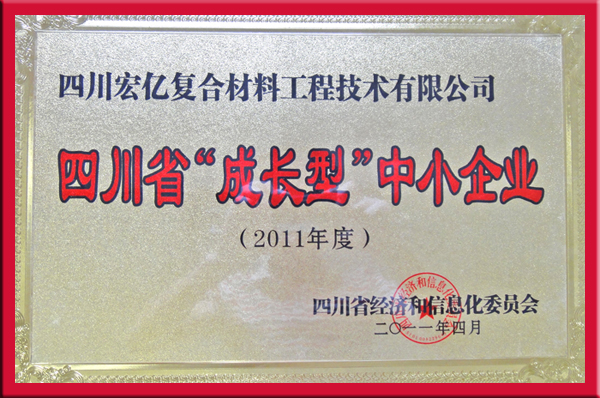 四川宏亿复合材料工程技术有限公司
四川省“成长型”中小企业
（2011年度）
四川省经济和信息化委员会
二〇一一年四月